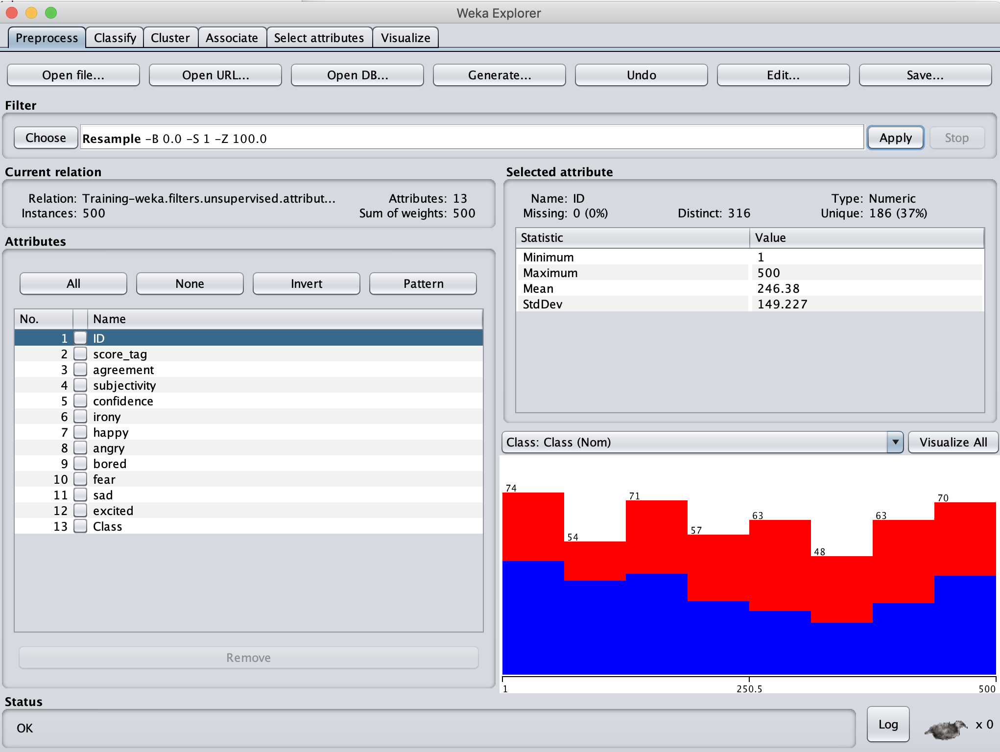 Weka Explorer
Preprocess Classify Cluster Associate Select attributes Visualize
Open file... Open URL... Open DB... Generate... Undo Edit... Save...
Filter
Choose Resample -B 0.0 -S 1 -Z 100.0 Apply Stop
Current relation
Relation: Training-weka.filters.unsupervised.attribut... Attributes: 13
Instances: 500 Sum of weights: 500
Attributes
All None Invert Pattern
No. Name
1 ID
2 score_tag
3 agreement
4 subjectivity
5 confidence
6 irony
7 happy
8 angry
9 bored
10 fear
11 sad
12 excited
13 Class
Remove
Selected attribute
Name: ID Type: Numeric
Missing: 0 (0%) Distinct: 316 Unique: 186 (37%)
Statistic Value
Minimum 1
Maximum 500
Mean 246.38
StdDev 149.227
Class: Class (Nom) Visualize All
74 54 71 57 63 48 63 70
1 250.5 500
Status
OK
Log x 0